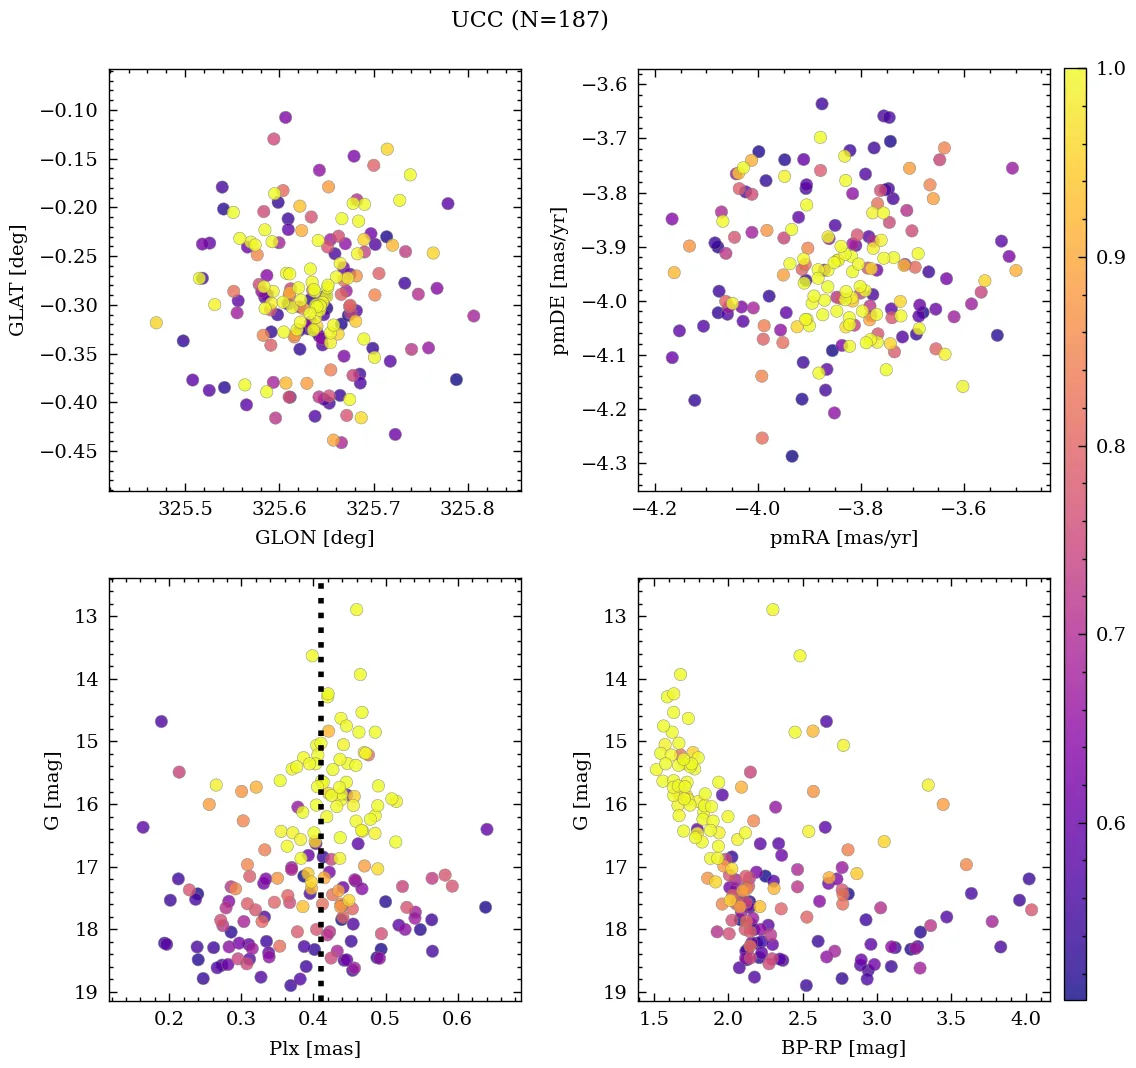 UCC (N=187)
−0.10
−0.15
−0.20
−0.25
−0.30
−0.35
−0.40
−0.45
GLAT [deg]
325.5 325.6 325.7 325.8
GLON [deg]
−3.6
−3.7
−3.8
−3.9
−4.0
−4.1
−4.2
−4.3
pmDE [mas/yr]
−4.2 −4.0 −3.8 −3.6
pmRA [mas/yr]
1.0
0.9
0.8
0.7
0.6
13
14
15
16
17
18
19
G [mag]
0.2 0.3 0.4 0.5 0.6
Plx [mas]
13
14
15
16
17
18
19
G [mag]
1.5 2.0 2.5 3.0 3.5 4.0
BP-RP [mag]